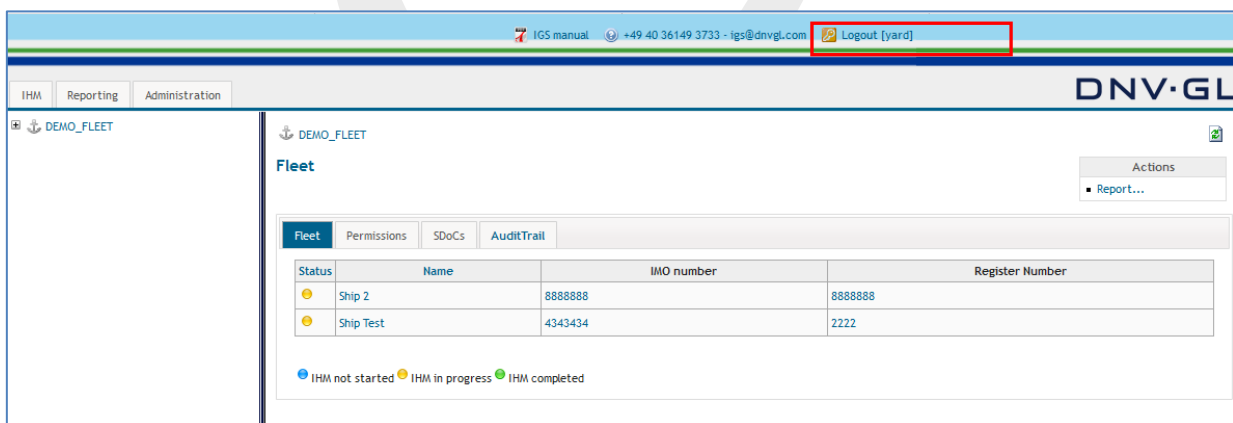 IGS manual +49 40 36149 3733 - igs@dnvgl.com Logout [yard]
IHM Reporting Administration DNV·GL
DEMO_FLEET
DEMO_FLEET
Fleet
Actions
Report...
Fleet Permissions SDoCs AuditTrail
Status Name IMO number Register Number
Ship 2 8888888 8888888
Ship Test 4343434 2222
IHM not started IHM in progress IHM completed